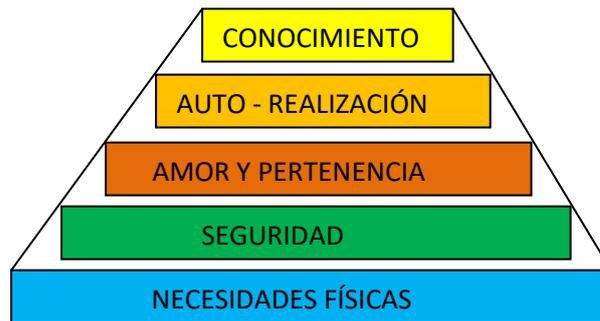 CONOCIMIENTO
AUTO - REALIZACIÓN
AMOR Y PERTENENCIA
SEGURIDAD
NECESIDADES FÍSICAS